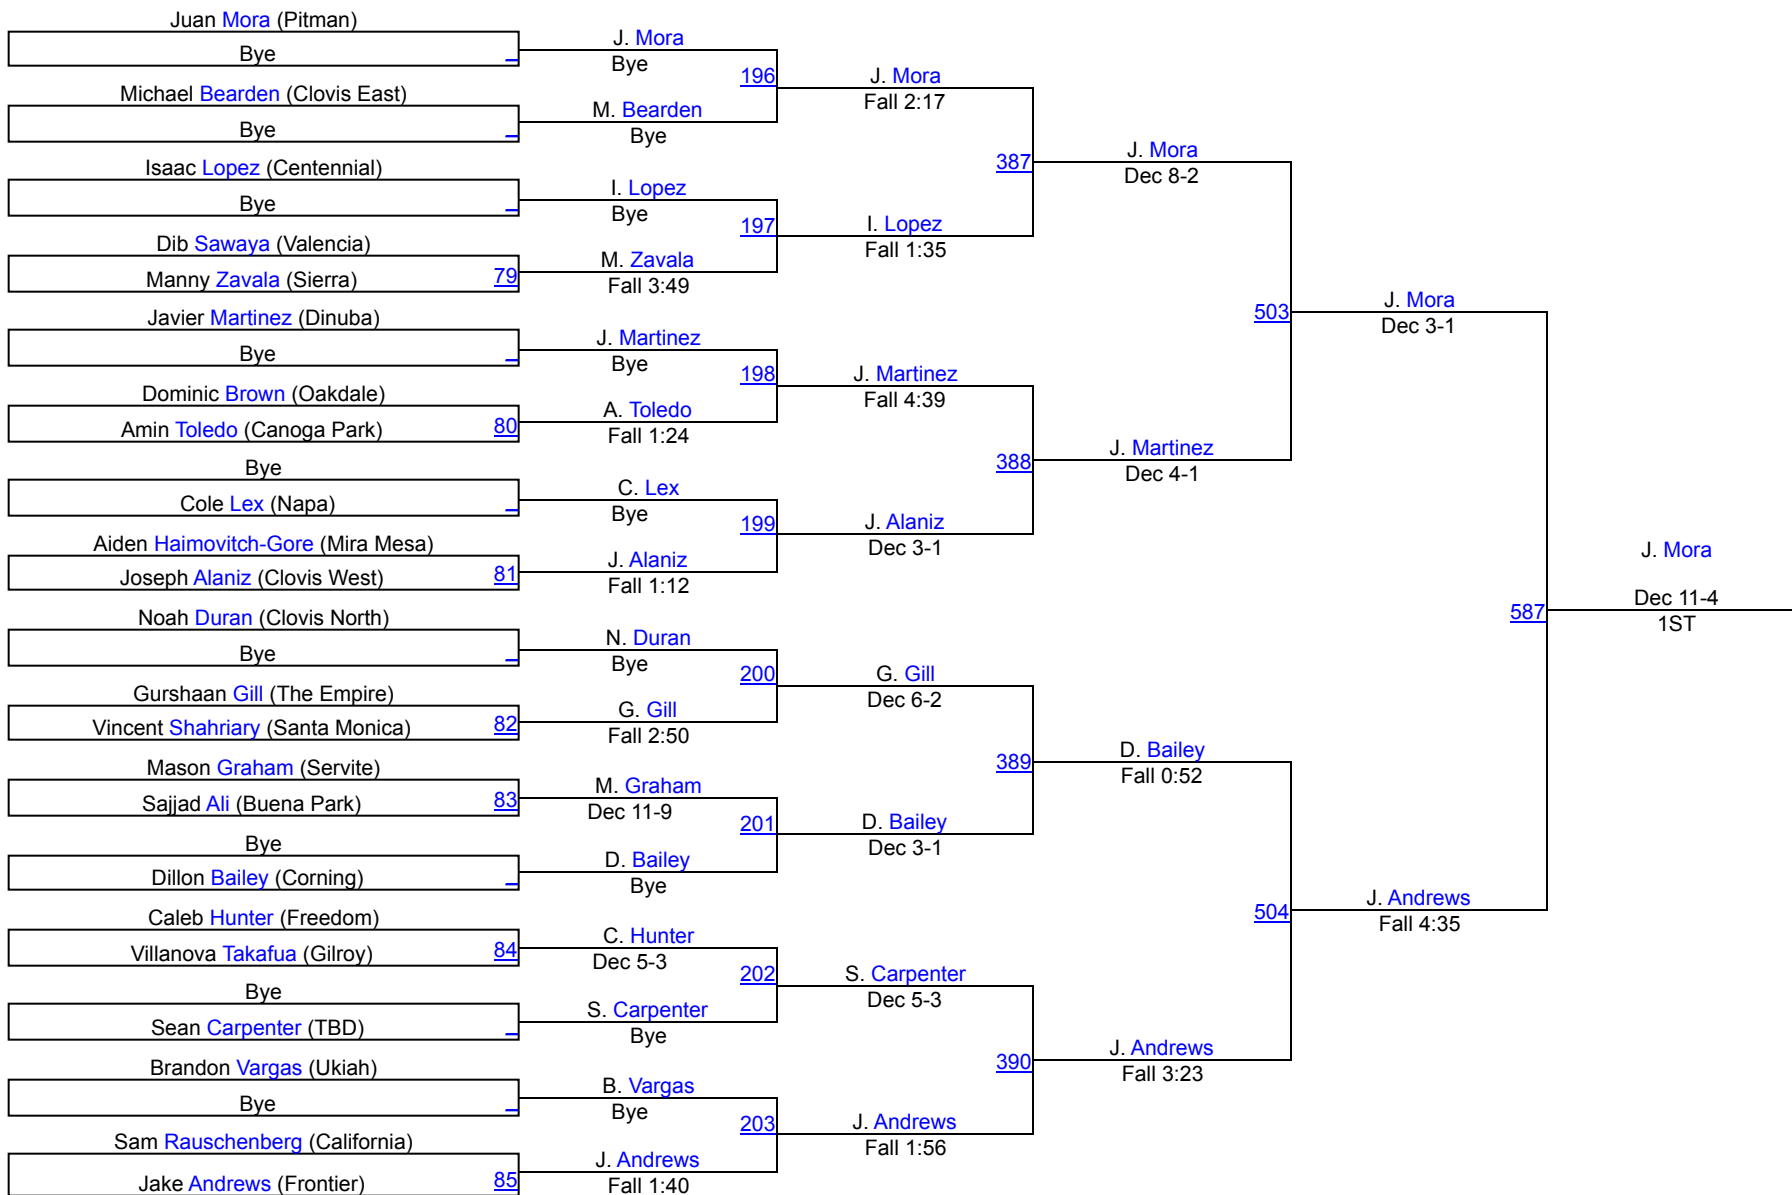 Juan Mora (Pitman)
Bye
Michael Bearden (Clovis East)
Bye
Isaac Lopez (Centennial)
Bye
Dib Sawaya (Valencia)
Manny Zavala (Sierra) 79
Javier Martinez (Dinuba)
Bye
Dominic Brown (Oakdale)
Amin Toledo (Canoga Park) 80
Bye
Cole Lex (Napa)
Aiden Haimovitch-Gore (Mira Mesa)
Joseph Alaniz (Clovis West) 81
Noah Duran (Clovis North)
Bye
Gurshaan Gill (The Empire)
Vincent Shahriary (Santa Monica) 82
Mason Graham (Servite)
Sajjad Ali (Buena Park) 83
Bye
Dillon Bailey (Corning)
Caleb Hunter (Freedom)
Villanova Takafua (Gilroy) 84
Bye
Sean Carpenter (TBD)
Brandon Vargas (Ukiah)
Bye
Sam Rauschenberg (California)
Jake Andrews (Frontier) 85
J. Mora
Bye
196
M. Bearden
Bye
I. Lopez
Bye
197
M. Zavala
Fall 3:49
J. Martinez
Bye
198
A. Toledo
Fall 1:24
C. Lex
Bye
199
J. Alaniz
Fall 1:12
N. Duran
Bye
200
G. Gill
Fall 2:50
M. Graham
Dec 11-9
201
D. Bailey
Bye
C. Hunter
Dec 5-3
202
S. Carpenter
Bye
B. Vargas
Bye
203
J. Andrews
Fall 1:40
J. Mora
Fall 2:17
387
I. Lopez
Fall 1:35
J. Martinez
Fall 4:39
388
J. Alaniz
Dec 3-1
G. Gill
Dec 6-2
389
D. Bailey
Dec 3-1
S. Carpenter
Dec 5-3
390
J. Andrews
Fall 1:56
J. Mora
Dec 8-2
503
J. Martinez
Dec 4-1
D. Bailey
Fall 0:52
504
J. Andrews
Fall 3:23
J. Mora
Dec 3-1
587
J. Andrews
Fall 4:35
J. Mora
Dec 11-4
1ST